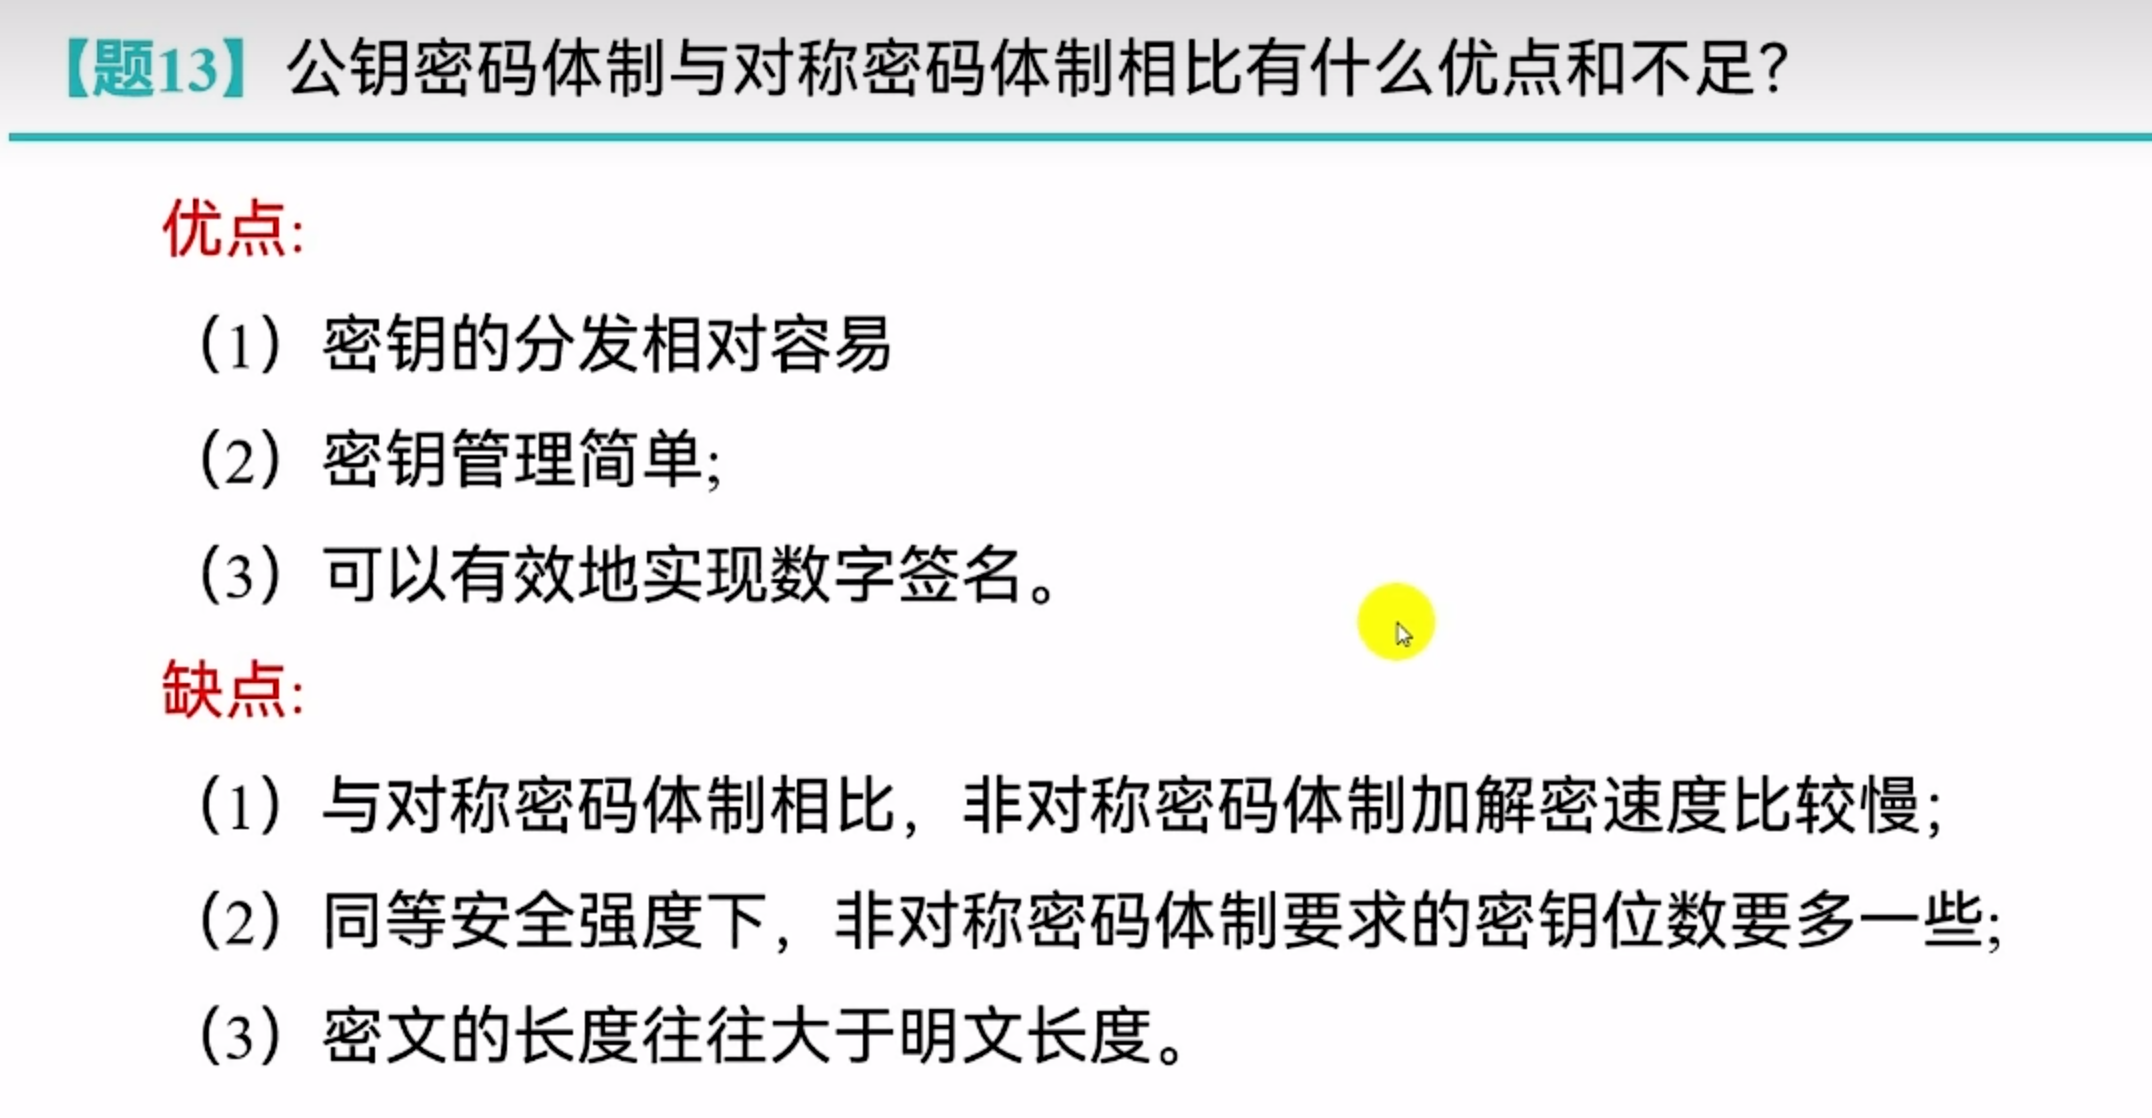 【题13】公钥密码体制与对称密码体制相比有什么优点和不足?
优点:
（1）密钥的分发相对容易
（2）密钥管理简单;
（3）可以有效地实现数字签名。
缺点:
（1）与对称密码体制相比，非对称密码体制加解密速度比较慢;
（2）同等安全强度下，非对称密码体制要求的密钥位数要多一些;
（3）密文的长度往往大于明文长度。